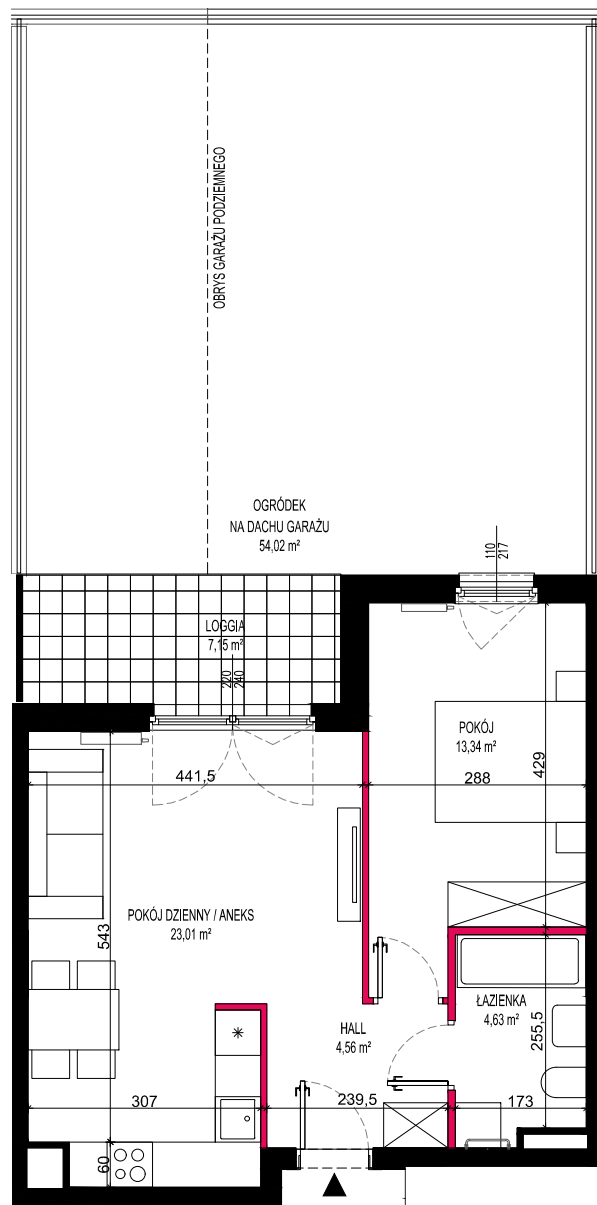 OBRYS GARAŻU PODZIEMNEGO
OGRÓDEK
NA DACHU GARAŻU
54,02 m²
110
217
LOGGIA
7,15 m²
220
240
POKÓJ
13,34 m²
441,5
288
429
POKÓJ DZIENNY / ANEKS
23,01 m²
543
ŁAZIENKA
4,63 m²
255,5
HALL
4,56 m²
307
239,5
173
60